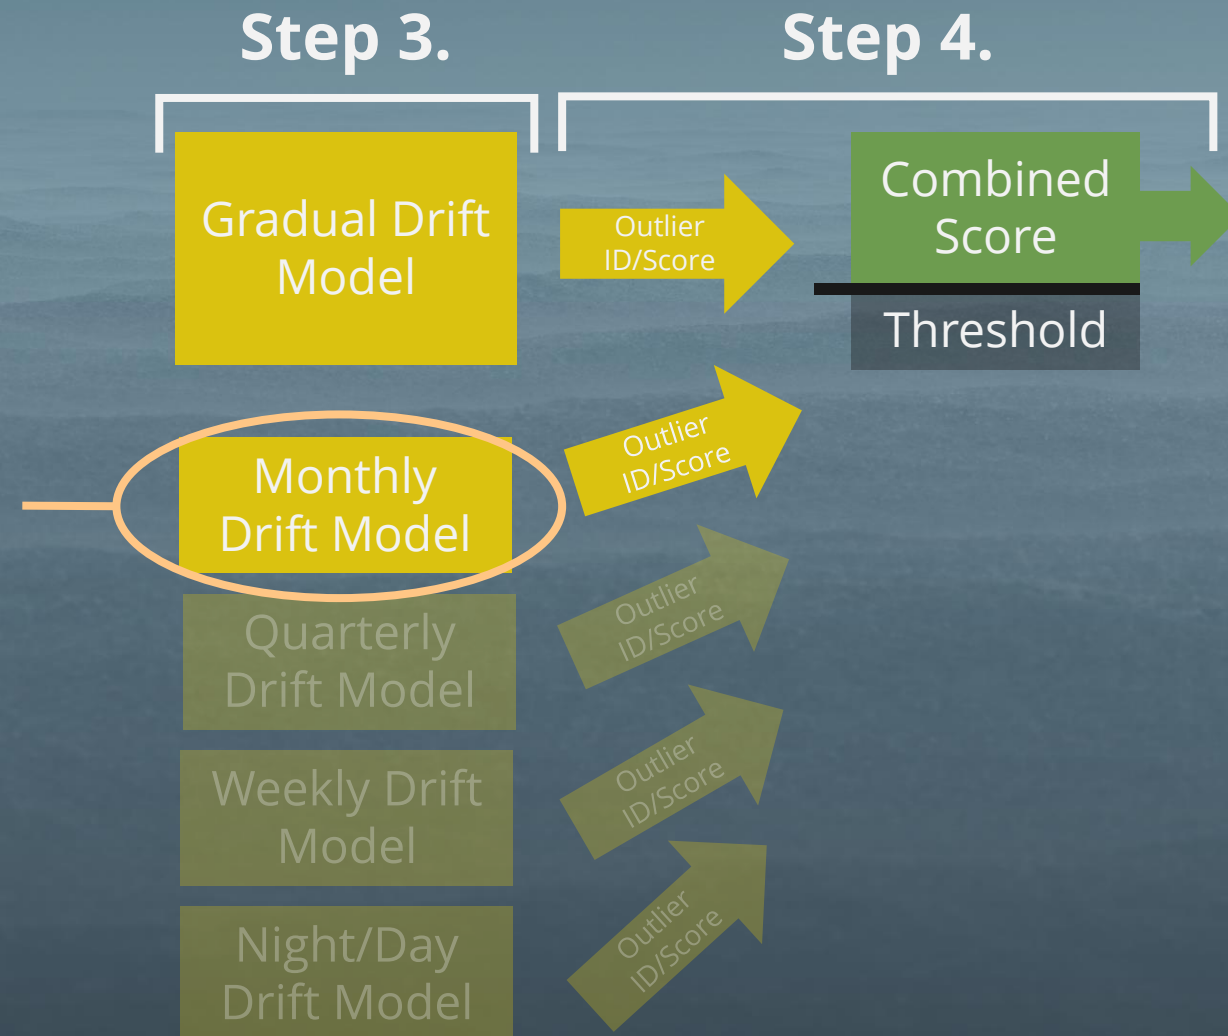 Step 3.
Step 4.
Gradual Drift
Model
Outlier
ID/Score
Combined
Score
Threshold
Monthly
Drift Model
Outlier
ID/Score
Quarterly
Drift Model
Outlier
ID/Score
Weekly Drift
Model
Outlier
ID/Score
Night/Day
Drift Model
Outlier
ID/Score